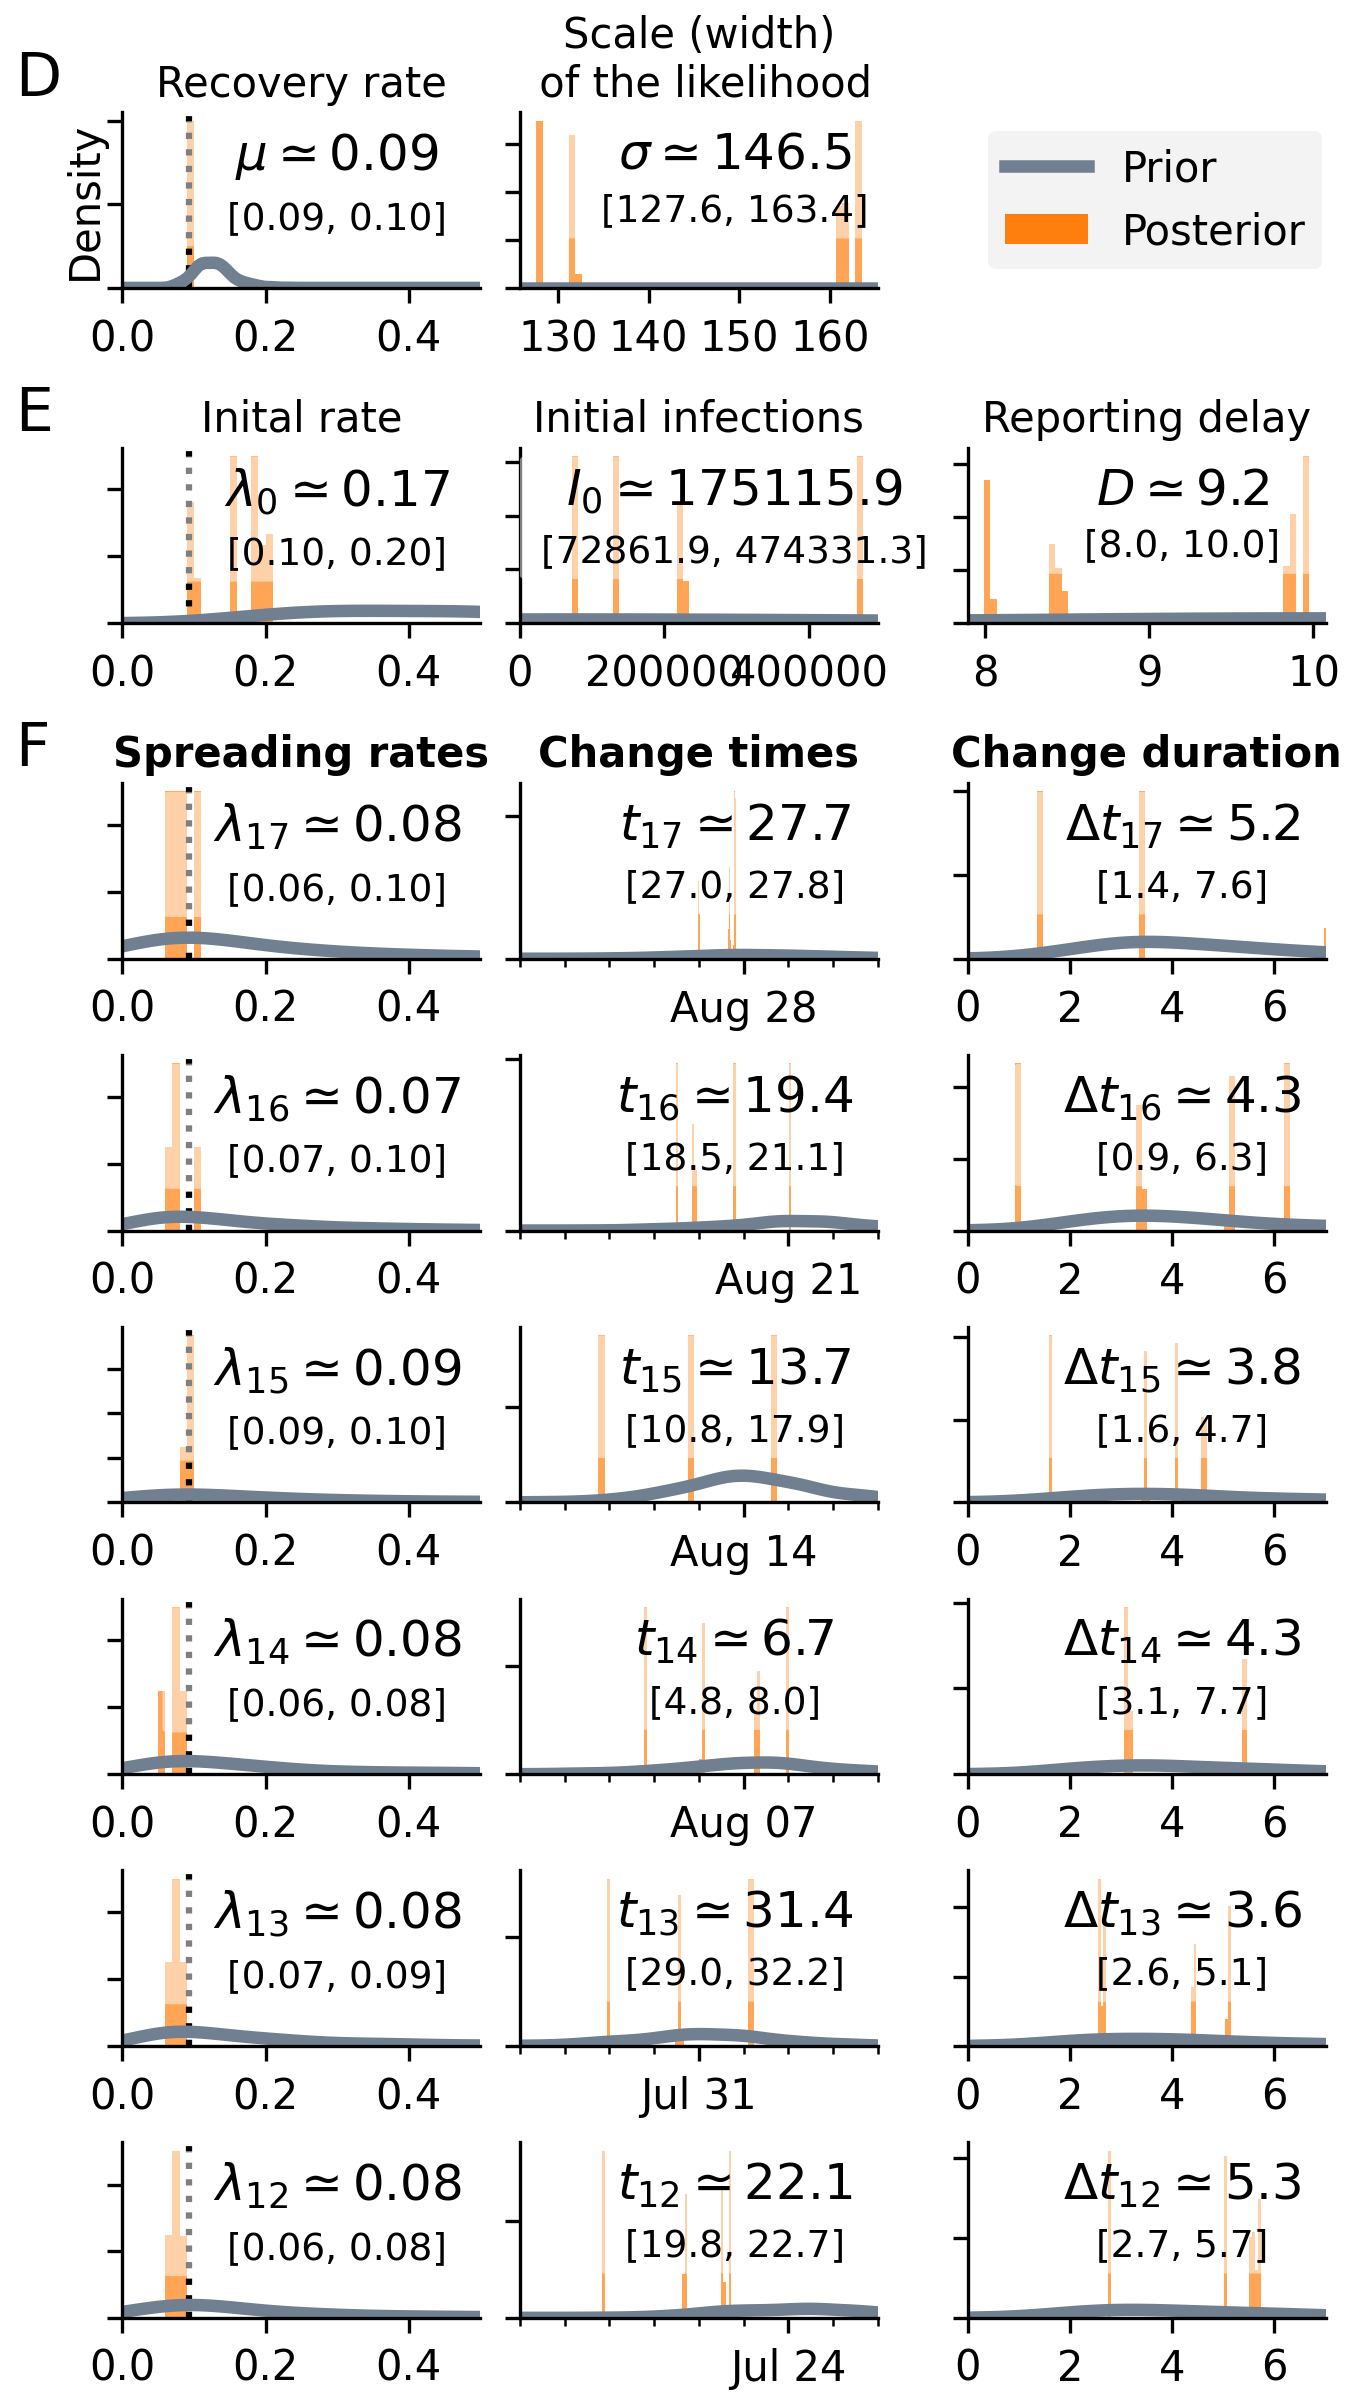 D
Recovery rate
Scale (width)
of the likelihood
Density
μ ≃ 0.09
[0.09, 0.10]
0.0 0.2 0.4
σ ≃ 146.5
[127.6, 163.4]
130 140 150 160
Prior
Posterior
E
Inital rate
λ₀ ≃ 0.17
[0.10, 0.20]
0.0 0.2 0.4
Initial infections
I₀ ≃ 175115.9
[72861.9, 474331.3]
0 200000 400000
Reporting delay
D ≃ 9.2
[8.0, 10.0]
8 9 10
F
Spreading rates
Change times
Change duration
λ₁₇ ≃ 0.08
[0.06, 0.10]
0.0 0.2 0.4
t₁₇ ≃ 27.7
[27.0, 27.8]
Aug 28
Δt₁₇ ≃ 5.2
[1.4, 7.6]
0 2 4 6
λ₁₆ ≃ 0.07
[0.07, 0.10]
0.0 0.2 0.4
t₁₆ ≃ 19.4
[18.5, 21.1]
Aug 21
Δt₁₆ ≃ 4.3
[0.9, 6.3]
0 2 4 6
λ₁₅ ≃ 0.09
[0.09, 0.10]
0.0 0.2 0.4
t₁₅ ≃ 13.7
[10.8, 17.9]
Aug 14
Δt₁₅ ≃ 3.8
[1.6, 4.7]
0 2 4 6
λ₁₄ ≃ 0.08
[0.06, 0.08]
0.0 0.2 0.4
t₁₄ ≃ 6.7
[4.8, 8.0]
Aug 07
Δt₁₄ ≃ 4.3
[3.1, 7.7]
0 2 4 6
λ₁₃ ≃ 0.08
[0.07, 0.09]
0.0 0.2 0.4
t₁₃ ≃ 31.4
[29.0, 32.2]
Jul 31
Δt₁₃ ≃ 3.6
[2.6, 5.1]
0 2 4 6
λ₁₂ ≃ 0.08
[0.06, 0.08]
0.0 0.2 0.4
t₁₂ ≃ 22.1
[19.8, 22.7]
Jul 24
Δt₁₂ ≃ 5.3
[2.7, 5.7]
0 2 4 6